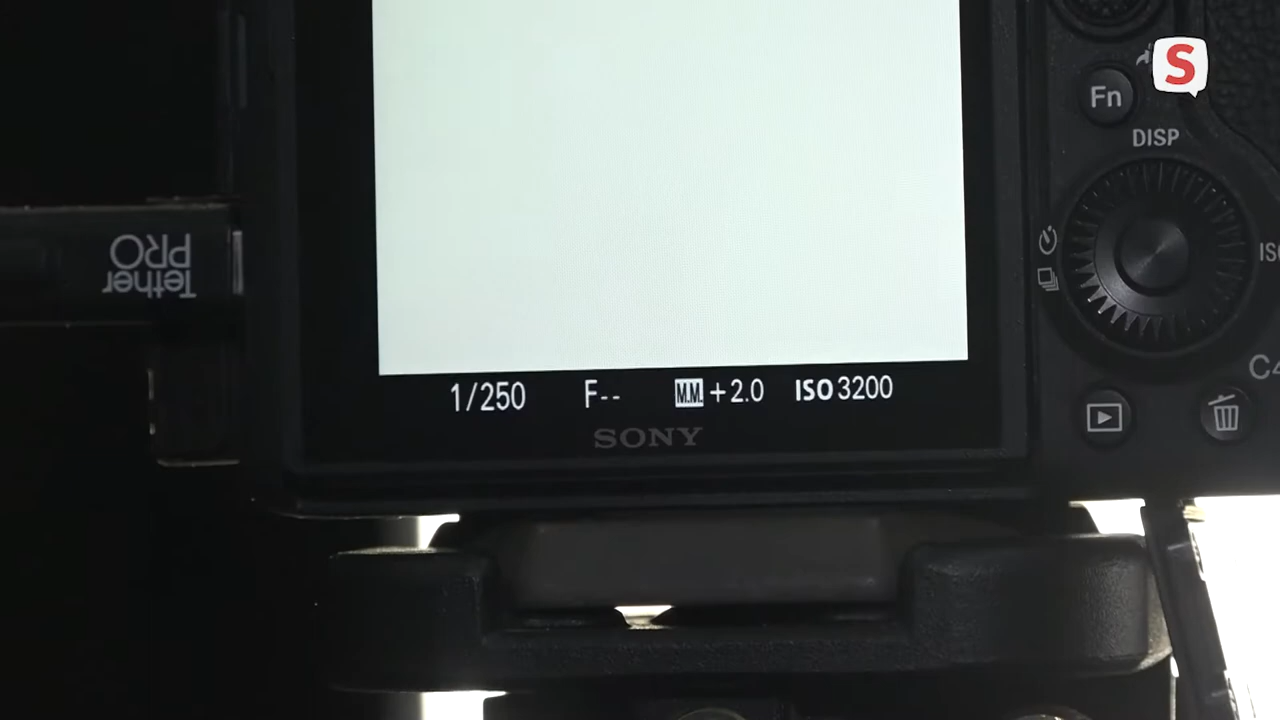 S
Fn
DISP
Tether
PRO
ISO
C4
1/250 F-- M.M. +2.0 ISO 3200
SONY